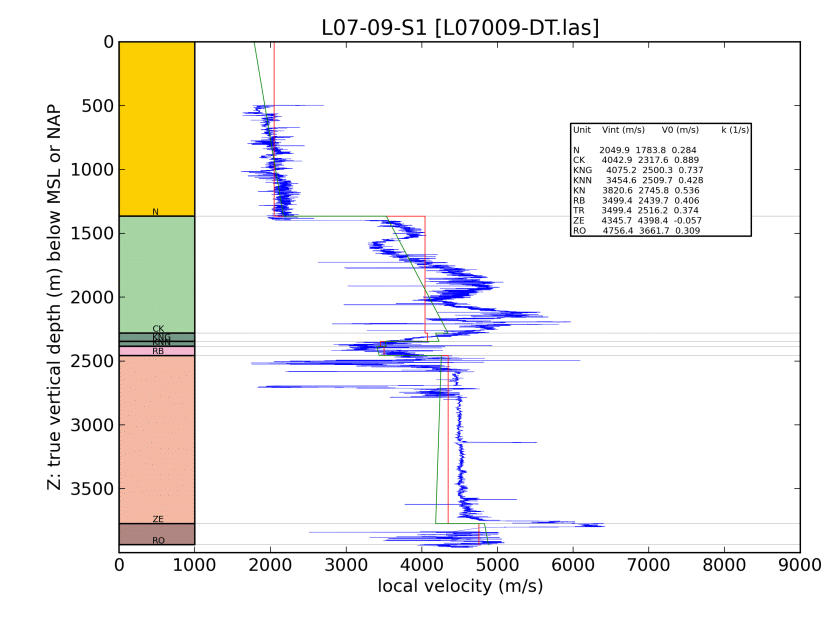 L07-09-S1 [L07009-DT.las]
Z: true vertical depth (m) below MSL or NAP
0
500
1000
1500
2000
2500
3000
3500
N
CK
KNG
KNN
RB
ZE
RO
Unit Vint (m/s) V0 (m/s) k (1/s)
N 2049.9 1783.8 0.284
CK 4042.9 2317.6 0.889
KNG 4075.2 2500.3 0.737
KNN 3454.6 2509.7 0.428
KN 3820.6 2745.8 0.536
RB 3499.4 2439.7 0.406
TR 3499.4 2516.2 0.374
ZE 4345.7 4398.4 -0.057
RO 4756.4 3661.7 0.309
0 1000 2000 3000 4000 5000 6000 7000 8000 9000
local velocity (m/s)